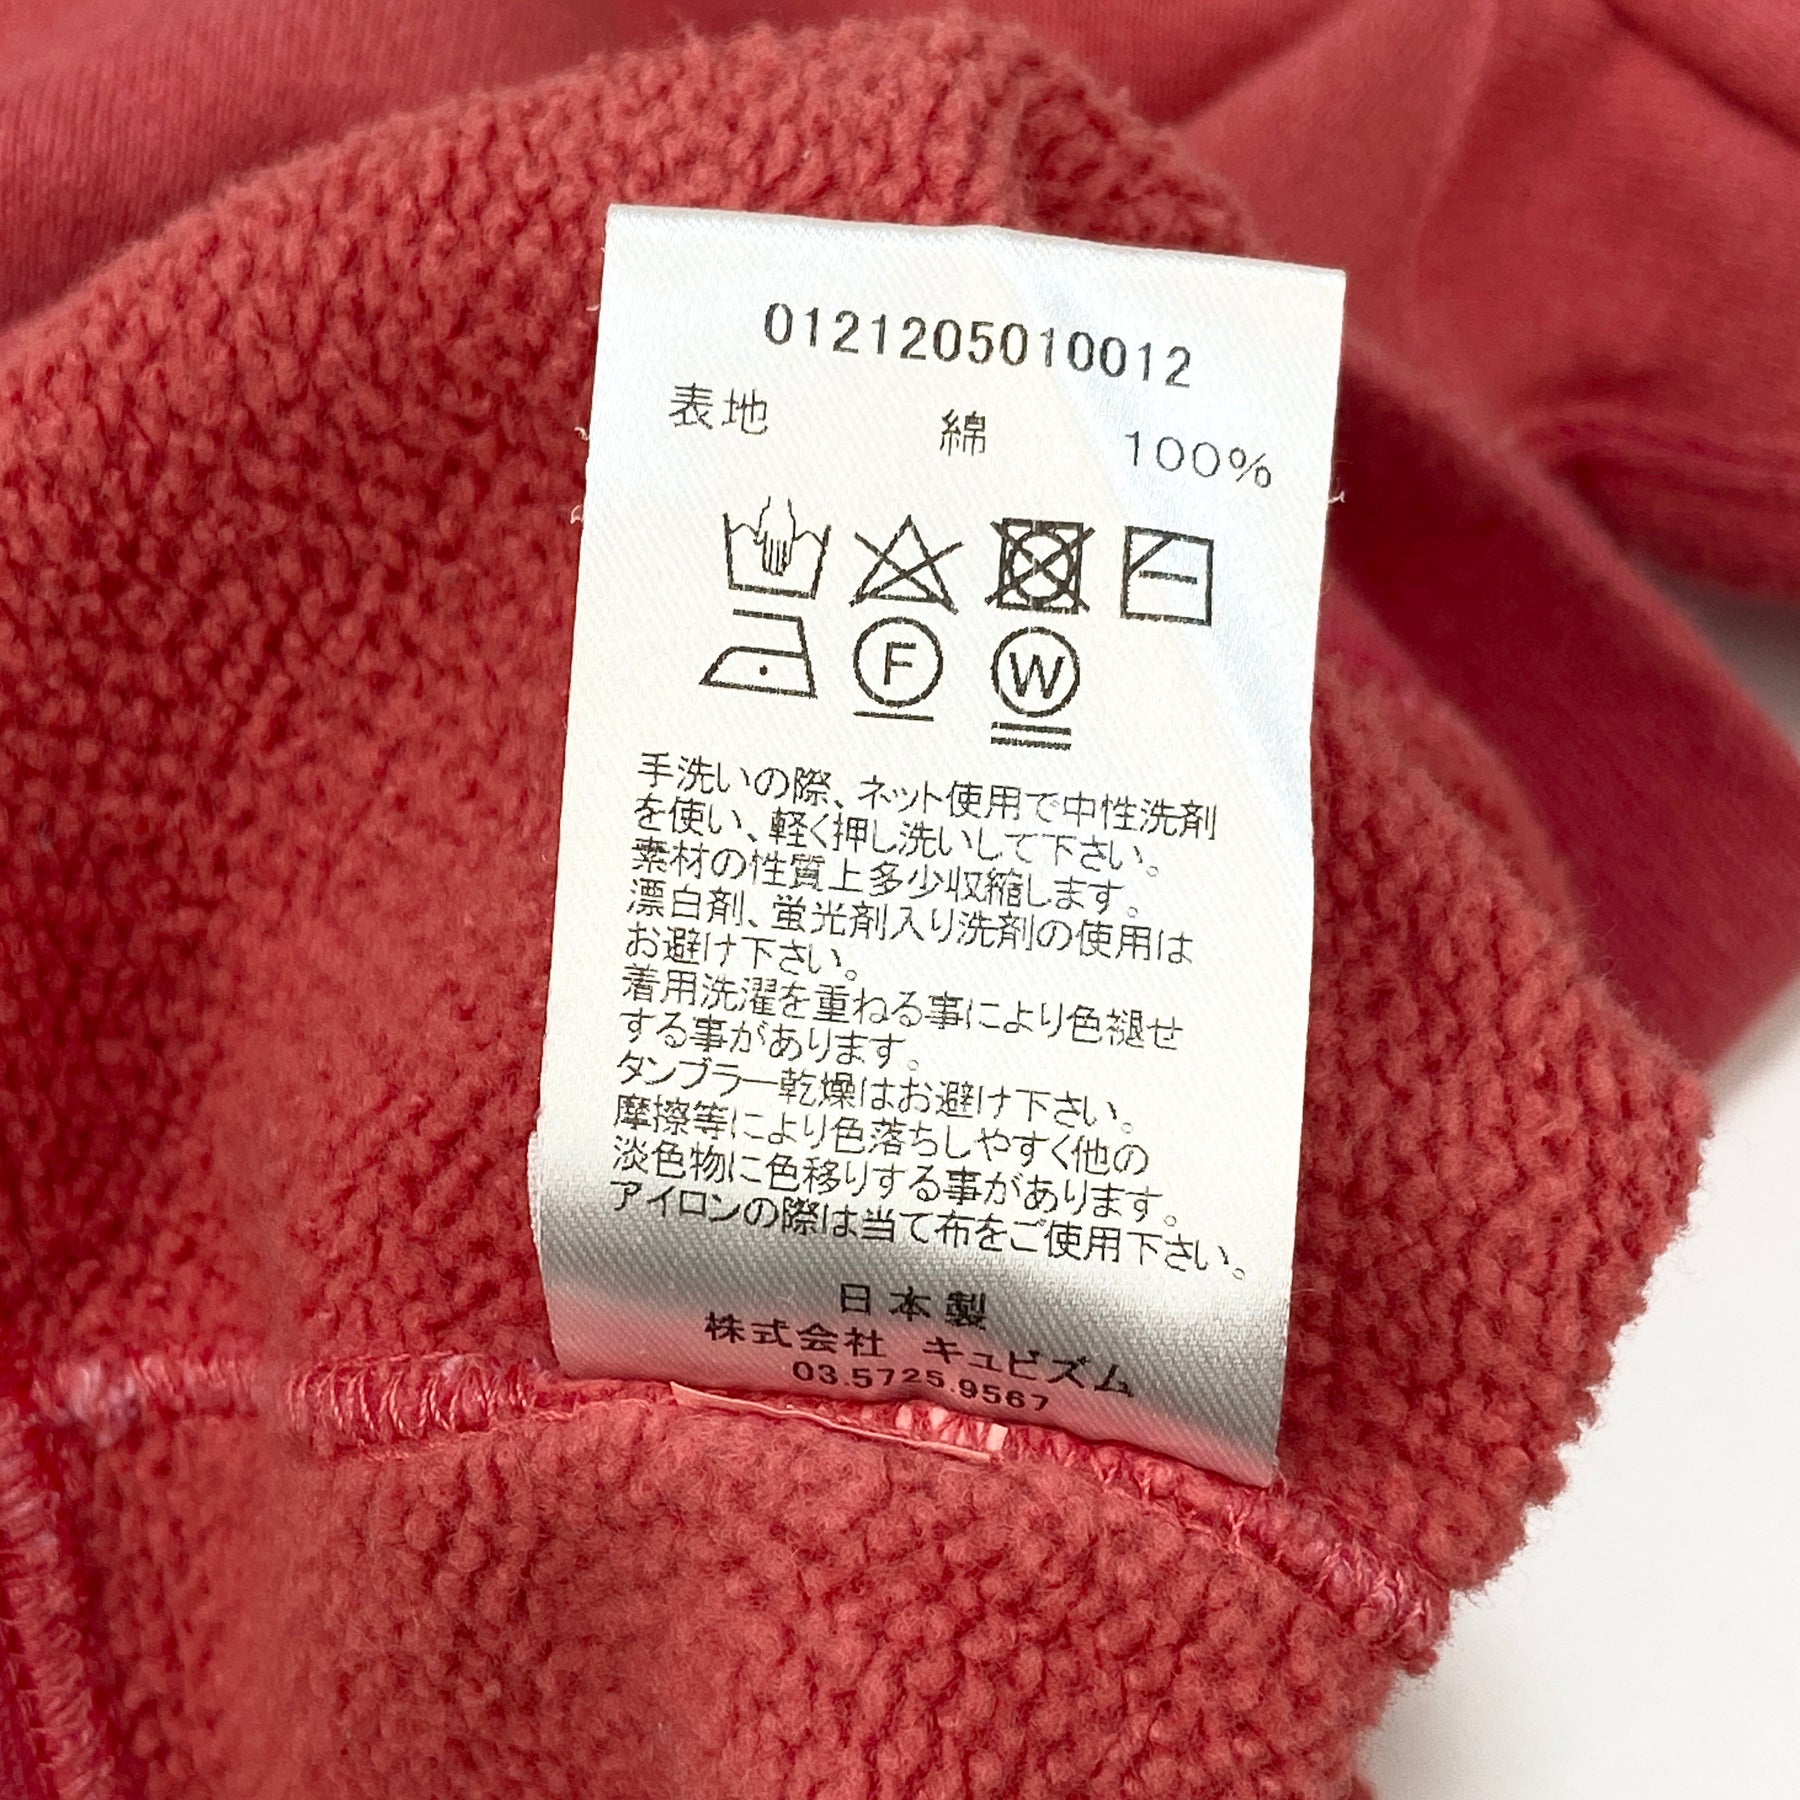 0121205010012
表地 綿 100%
F W
手洗いの際、ネット使用で中性洗剤
を使い、軽く押し洗いして下さい。
素材の性質上多少収縮します。
漂白剤、蛍光剤入り洗剤の使用は
お避け下さい。
着用洗濯を重ねる事により色褪せ
する事があります。
タンブラー乾燥はお避け下さい。
摩擦等により色落ちしやすく他の
淡色物に色移りする事があります。
アイロンの際は当て布をご使用下さい。
日本製
株式会社 キュビズム
03.5725.9567